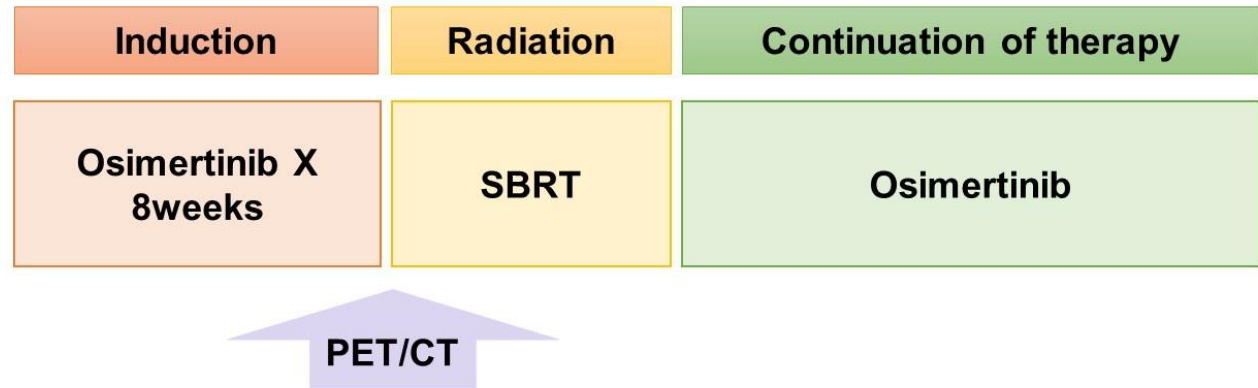 Induction
Radiation
Continuation of therapy
Osimertinib X
8weeks
SBRT
Osimertinib
PET/CT